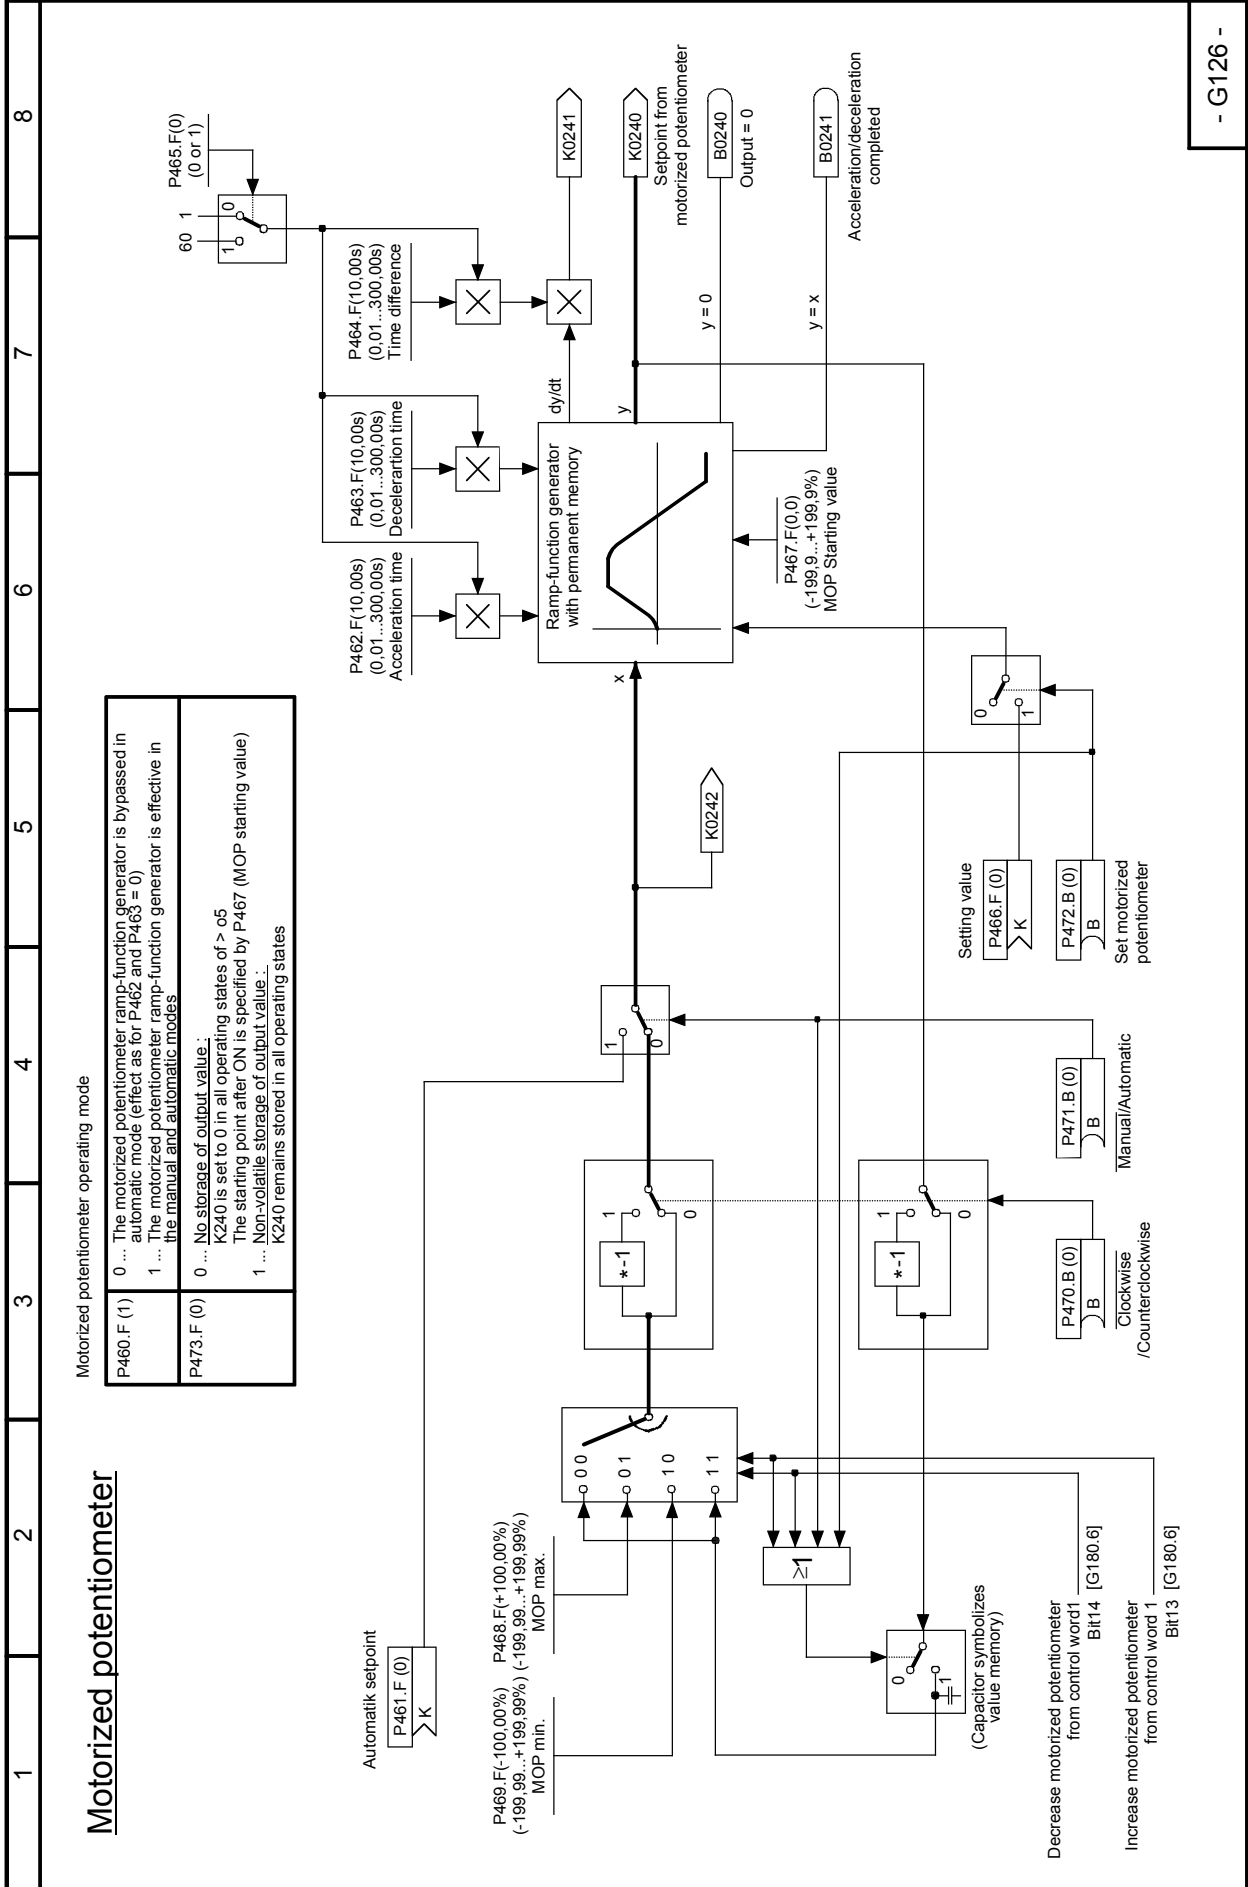 1 2 3 4 5 6 7 8
Motorized potentiometer
Motorized potentiometer operating mode
P460.F (1)
0 ... The motorized potentiometer ramp-function generator is bypassed in
automatic mode (effect as for P462 and P463 = 0)
1 ... The motorized potentiometer ramp-function generator is effective in
the manual and automatic modes
P473.F (0)
0 ... No storage of output value :
K240 is set to 0 in all operating states of > o5
The starting point after ON is specified by P467 (MOP starting value)
1 ... Non-volatile storage of output value :
K240 remains stored in all operating states
P465.F(0)
(0 or 1)
60 1
1 0
Automatik setpoint
P461.F (0)
K
P462.F(10,00s)
(0,01...300,00s)
Acceleration time
P463.F(10,00s)
(0,01...300,00s)
Decelerartion time
P464.F(10,00s)
(0,01...300,00s)
Time difference
P469.F(-100,00%)
(-199,99...+199,99%)
MOP min.
P468.F(+100,00%)
(-199,99...+199,99%)
MOP max.
0 0
0 1
1 0
1 1
*-1
1
0
1
0
K0242
x
Ramp-function generator
with permanent memory
dy/dt
y
y = 0
y = x
K0241
K0240
Setpoint from
motorized potentiometer
B0240
Output = 0
B0241
Acceleration/deceleration
completed
P467.F(0,0)
(-199,9...+199,9%)
MOP Starting value
≥1
*-1
1
0
0
1
(Capacitor symbolizes
value memory)
0
1
Setting value
P466.F (0)
K
P472.B (0)
B
Set motorized
potentiometer
P471.B (0)
B
Manual/Automatic
P470.B (0)
B
Clockwise
/Counterclockwise
Decrease motorized potentiometer
from control word1
Bit14 [G180.6]
Increase motorized potentiometer
from control word 1
Bit13 [G180.6]
- G126 -